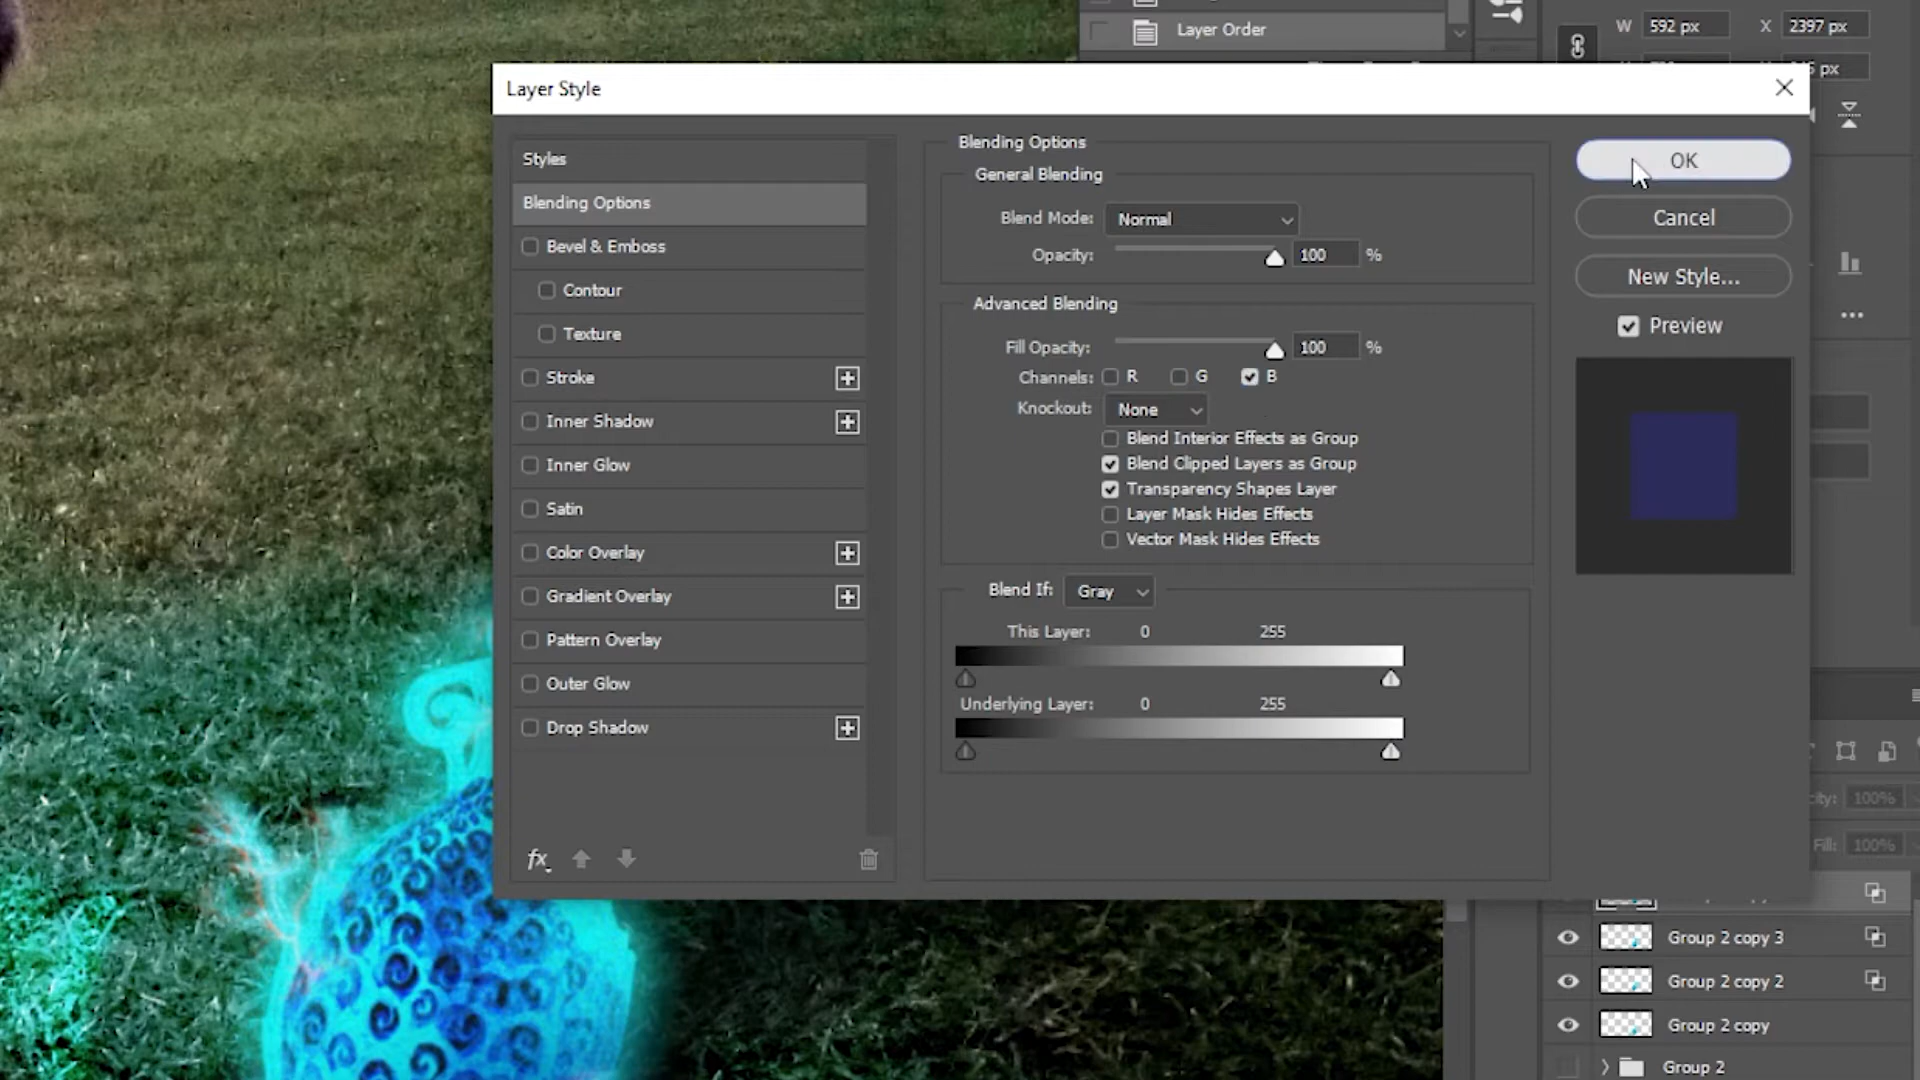 Layer Order
W 592 px X 2397 px
px
Layer Style
Styles
Blending Options
Bevel & Emboss
Contour
Texture
Stroke
Inner Shadow
Inner Glow
Satin
Color Overlay
Gradient Overlay
Pattern Overlay
Outer Glow
Drop Shadow
fx
Blending Options
General Blending
Blend Mode: Normal
Opacity: 100 %
Advanced Blending
Fill Opacity: 100 %
Channels: R G B
Knockout: None
Blend Interior Effects as Group
Blend Clipped Layers as Group
Transparency Shapes Layer
Layer Mask Hides Effects
Vector Mask Hides Effects
Blend If: Gray
This Layer: 0 255
Underlying Layer: 0 255
OK
Cancel
New Style...
Preview
100%
Fill: 100%
Group 2 copy 3
Group 2 copy 2
Group 2 copy
Group 2